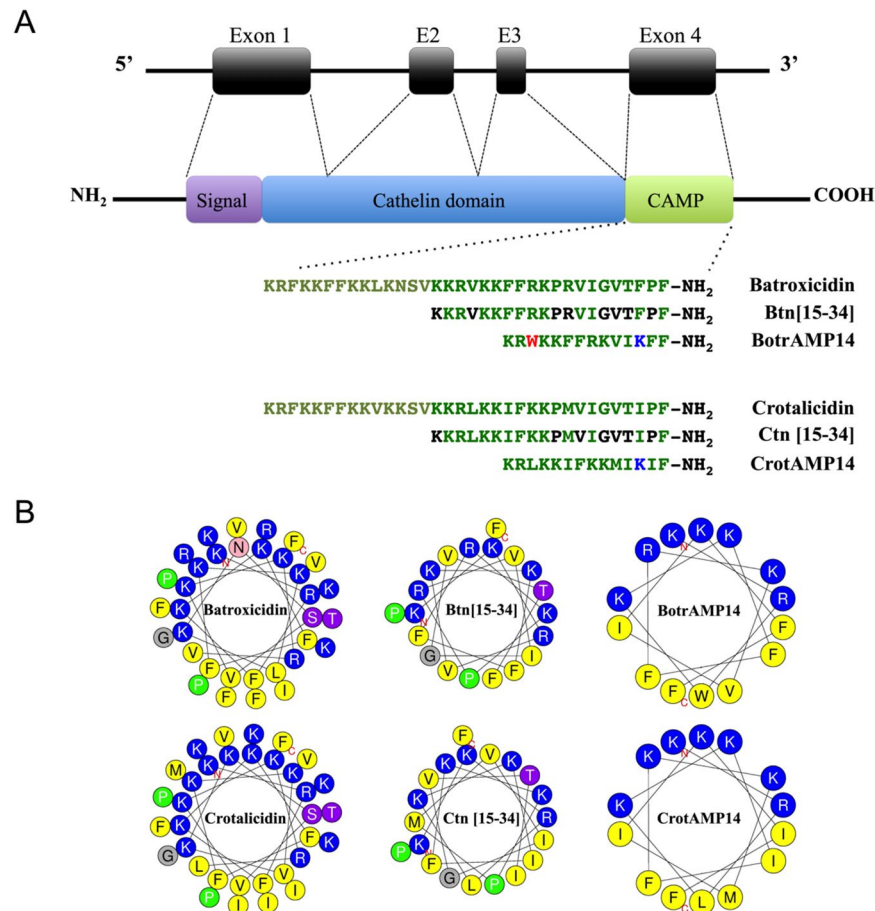 A
Exon 1
E2
E3
Exon 4
5’
3’
NH2
Signal
Cathelin domain
CAMP
COOH
KRFKKFFKKLKNSVKKRVKKFFRKPRVIGVTFPF-NH2 Batroxicidin
KKRVKKFFRKPRVIGVTFPF-NH2 Btn[15-34]
KRWKKFFRKVIKFF-NH2 BotrAMP14
KRFKKFFKKVKKSVKKRLKKIFKKPMVIGVTIPF-NH2 Crotalicidin
KKRLKKIFKKPMVIGVTIPF-NH2 Ctn [15-34]
KRLKKIFKKMIKIF-NH2 CrotAMP14
B
Batroxicidin
Btn[15-34]
BotrAMP14
Crotalicidin
Ctn [15-34]
CrotAMP14